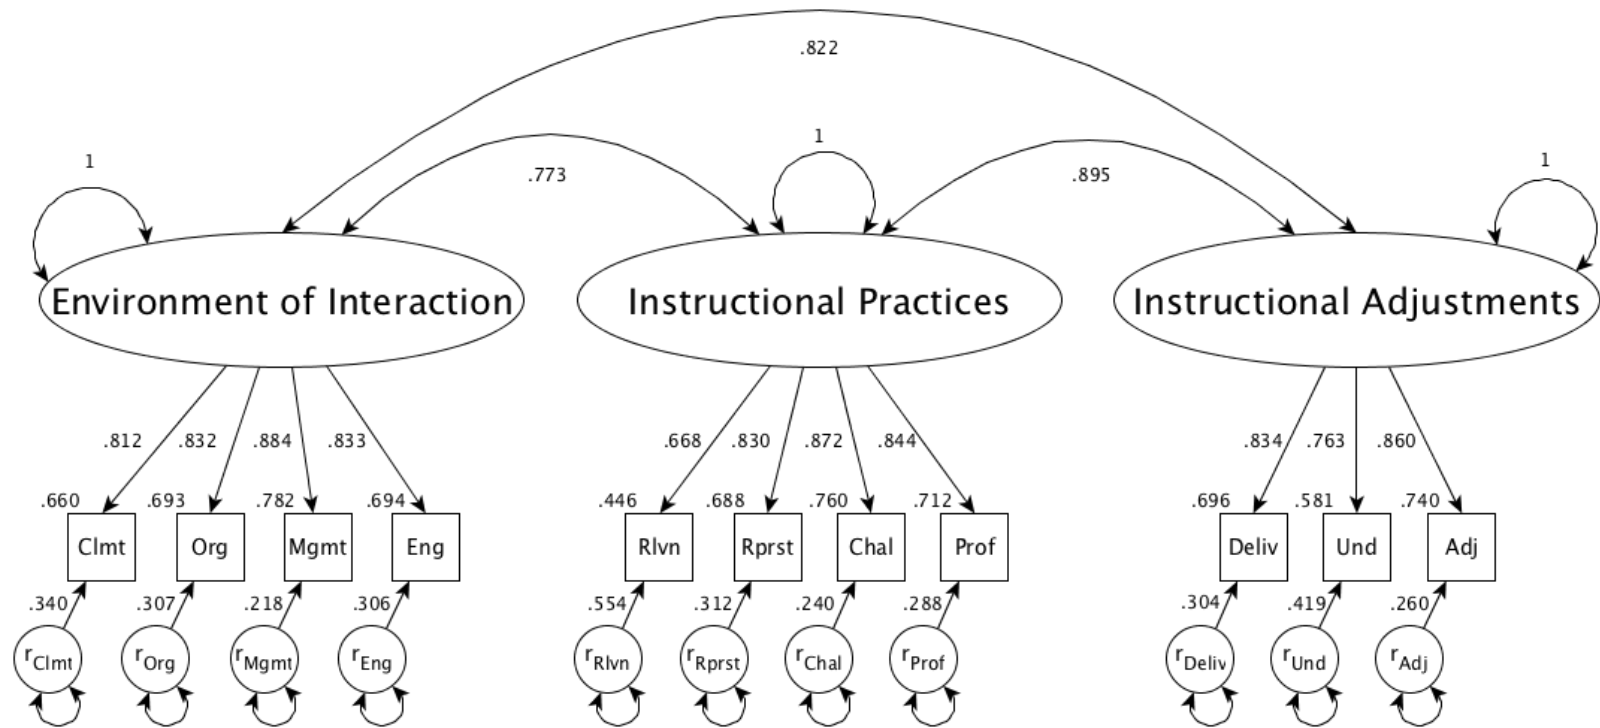 .822
1
1
1
.773
.895
Environment of Interaction
Instructional Practices
Instructional Adjustments
.812 .832 .884 .833
.668 .830 .872 .844
.834 .763 .860
.660 .693 .782 .694
.446 .688 .760 .712
.696 .581 .740
Clmt Org Mgmt Eng
Rlvn Rprst Chal Prof
Deliv Und Adj
.340 .307 .218 .306
.554 .312 .240 .288
.304 .419 .260
rClmt rOrg rMgmt rEng
rRlvn rRprst rChal rProf
rDeliv rUnd rAdj